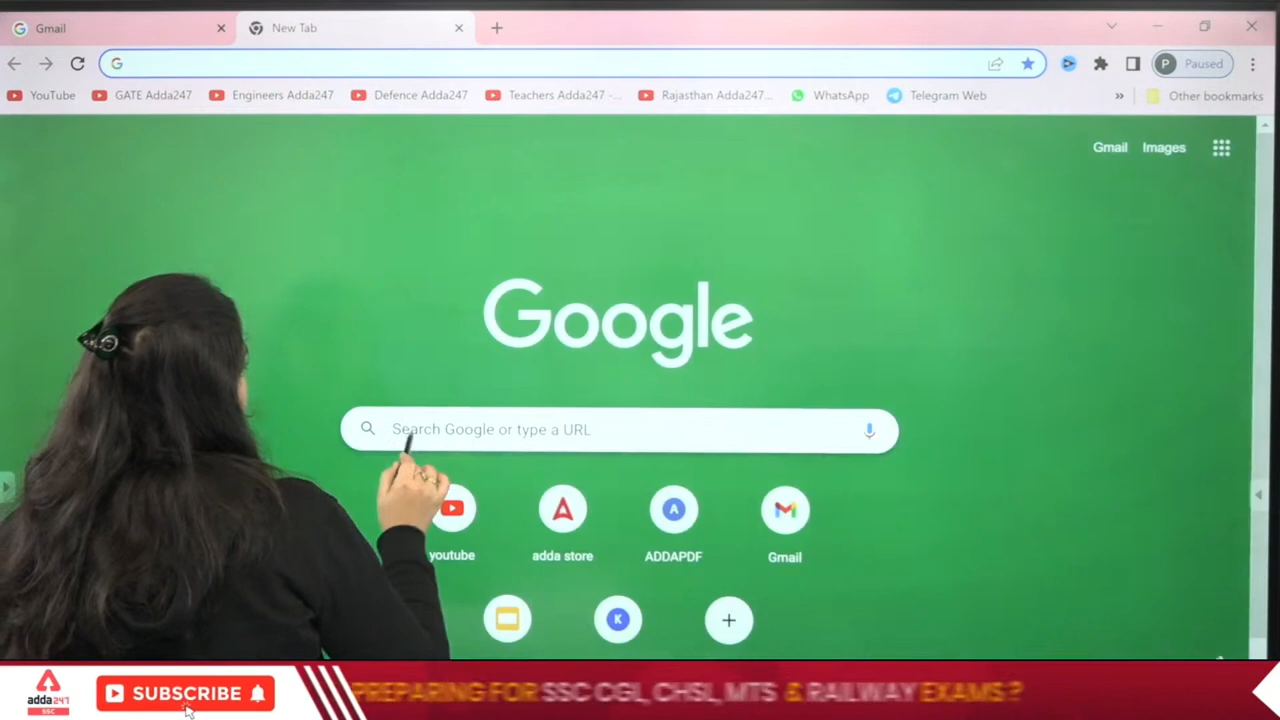 Gmail
New Tab
Paused
YouTube
GATE Adda247
Engineers Adda247
Defence Adda247
Teachers Adda247 -...
Rajasthan Adda247...
WhatsApp
Telegram Web
Other bookmarks
Gmail Images
Google
Search Google or type a URL
youtube
adda store
ADDAPDF
Gmail
adda247
SSC
SUBSCRIBE
PREPARING FOR SSC CGL, CHSL, MTS & RAILWAY EXAMS ?